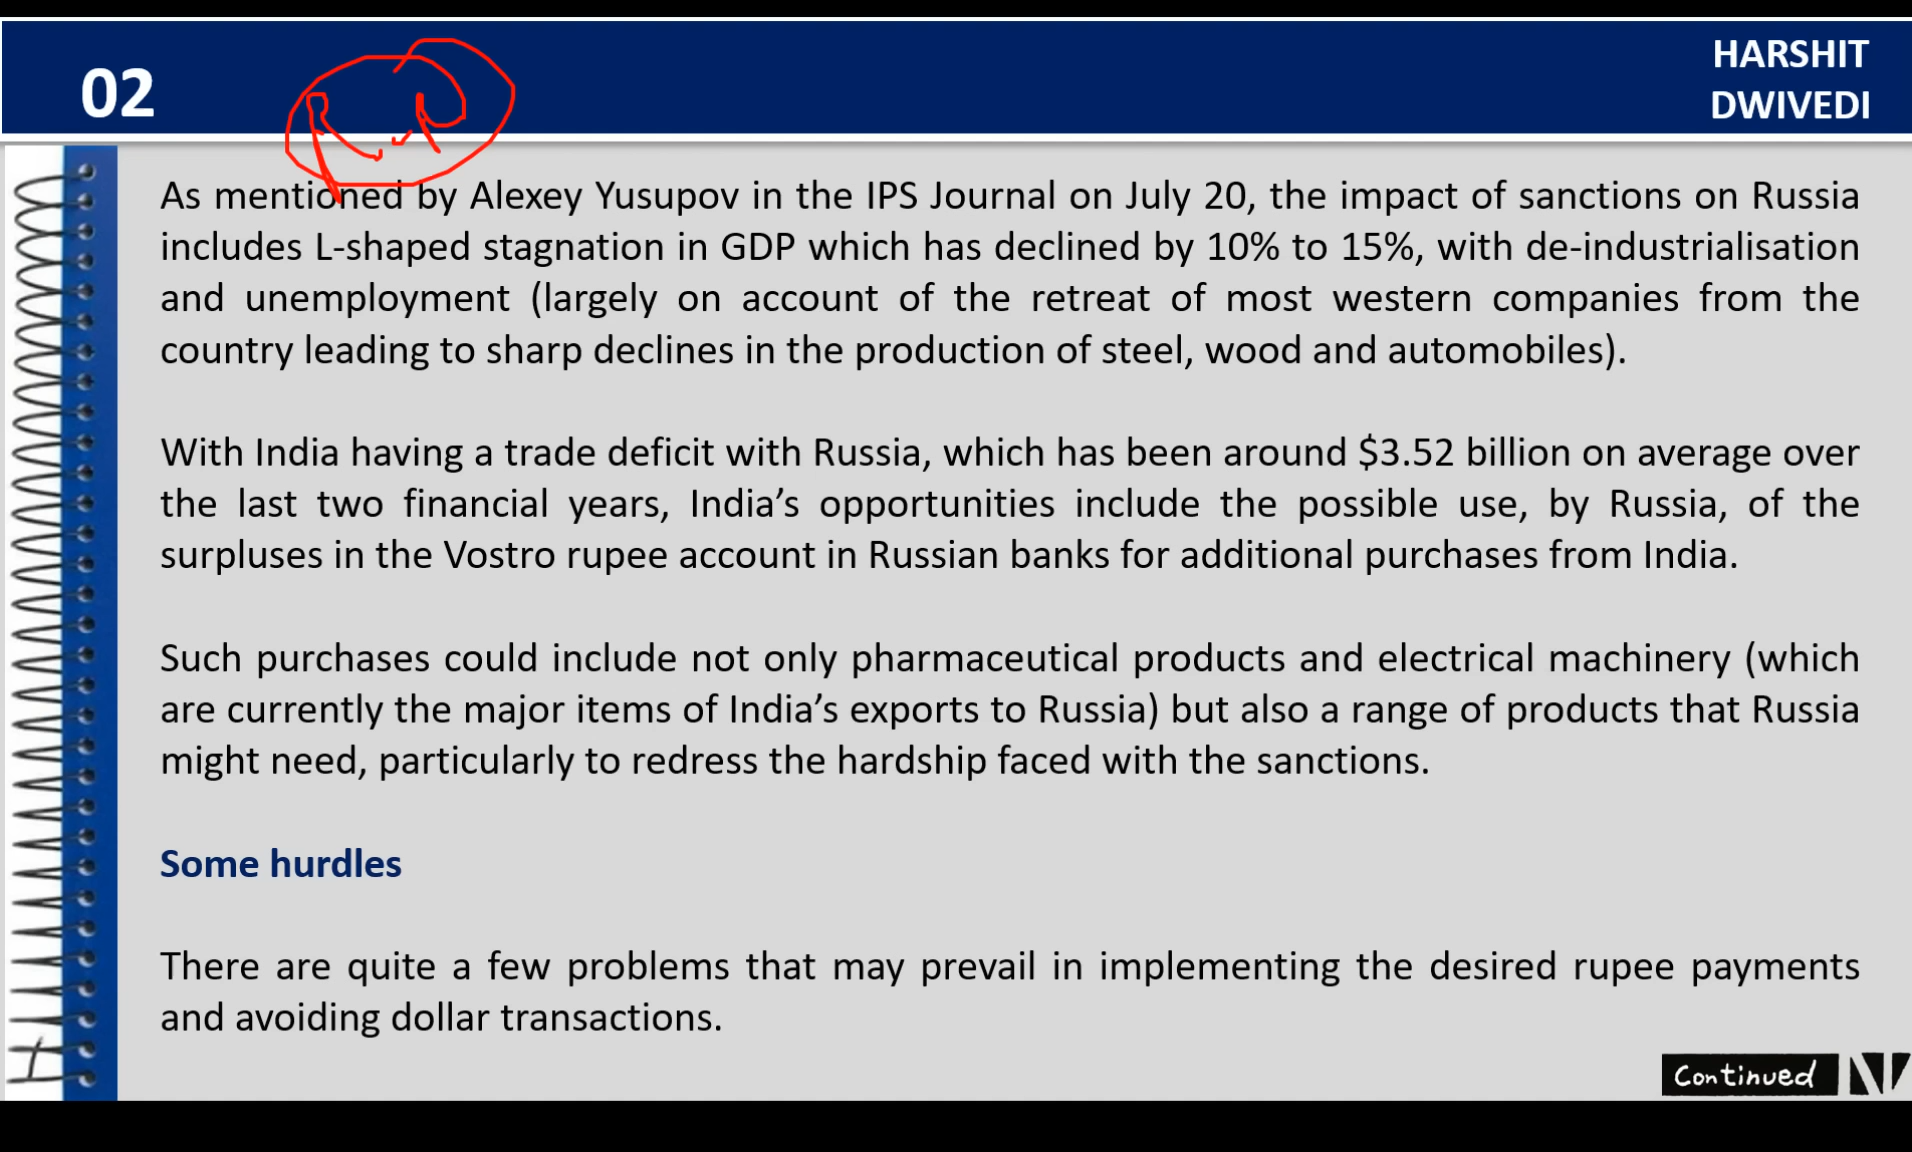 02
HARSHIT
DWIVEDI
As mentioned by Alexey Yusupov in the IPS Journal on July 20, the impact of sanctions on Russia
includes L-shaped stagnation in GDP which has declined by 10% to 15%, with de-industrialisation
and unemployment (largely on account of the retreat of most western companies from the
country leading to sharp declines in the production of steel, wood and automobiles).
With India having a trade deficit with Russia, which has been around $3.52 billion on average over
the last two financial years, India’s opportunities include the possible use, by Russia, of the
surpluses in the Vostro rupee account in Russian banks for additional purchases from India.
Such purchases could include not only pharmaceutical products and electrical machinery (which
are currently the major items of India’s exports to Russia) but also a range of products that Russia
might need, particularly to redress the hardship faced with the sanctions.
Some hurdles
There are quite a few problems that may prevail in implementing the desired rupee payments
and avoiding dollar transactions.
Continued